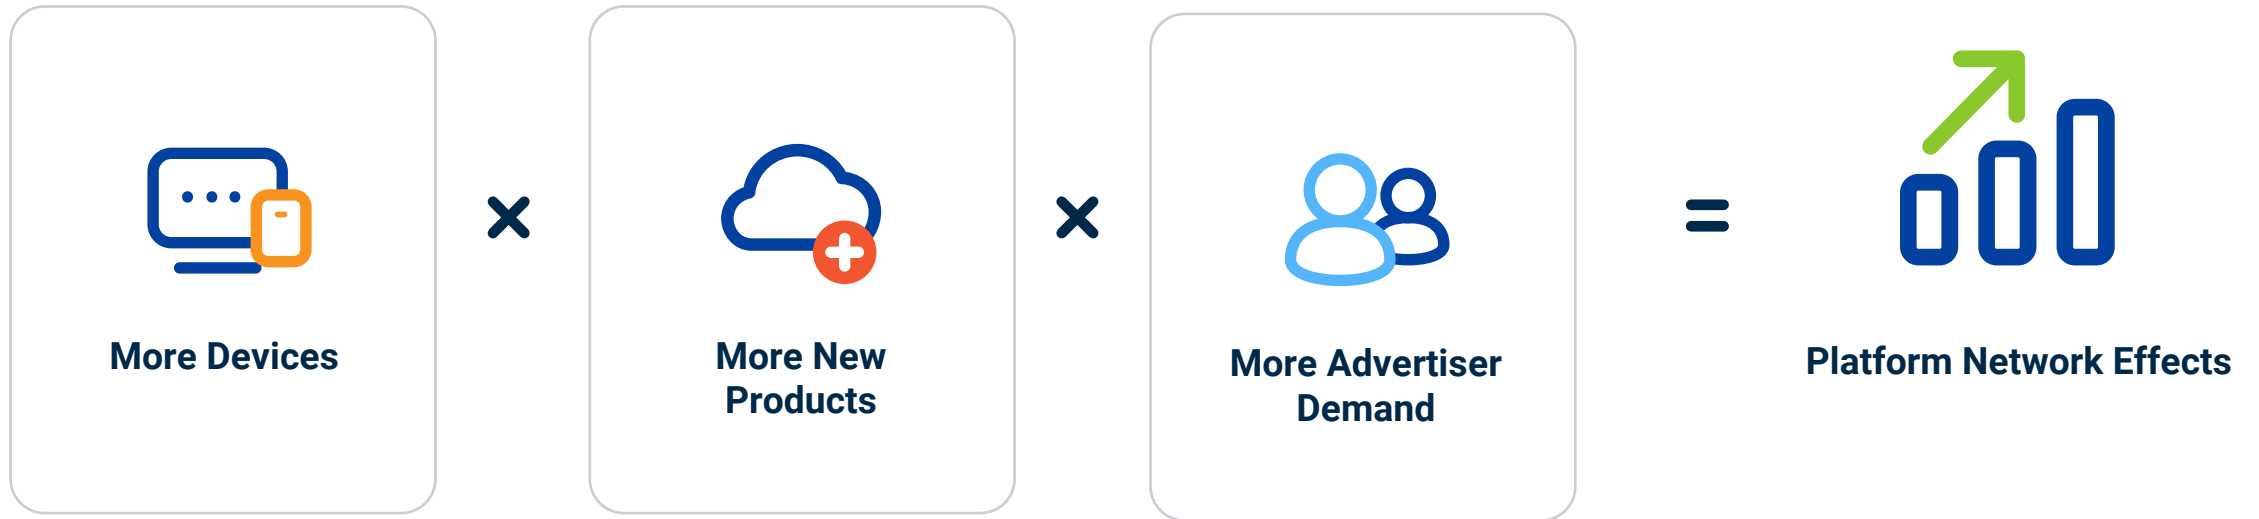 More Devices
×
More New
Products
×
More Advertiser
Demand
=
Platform Network Effects